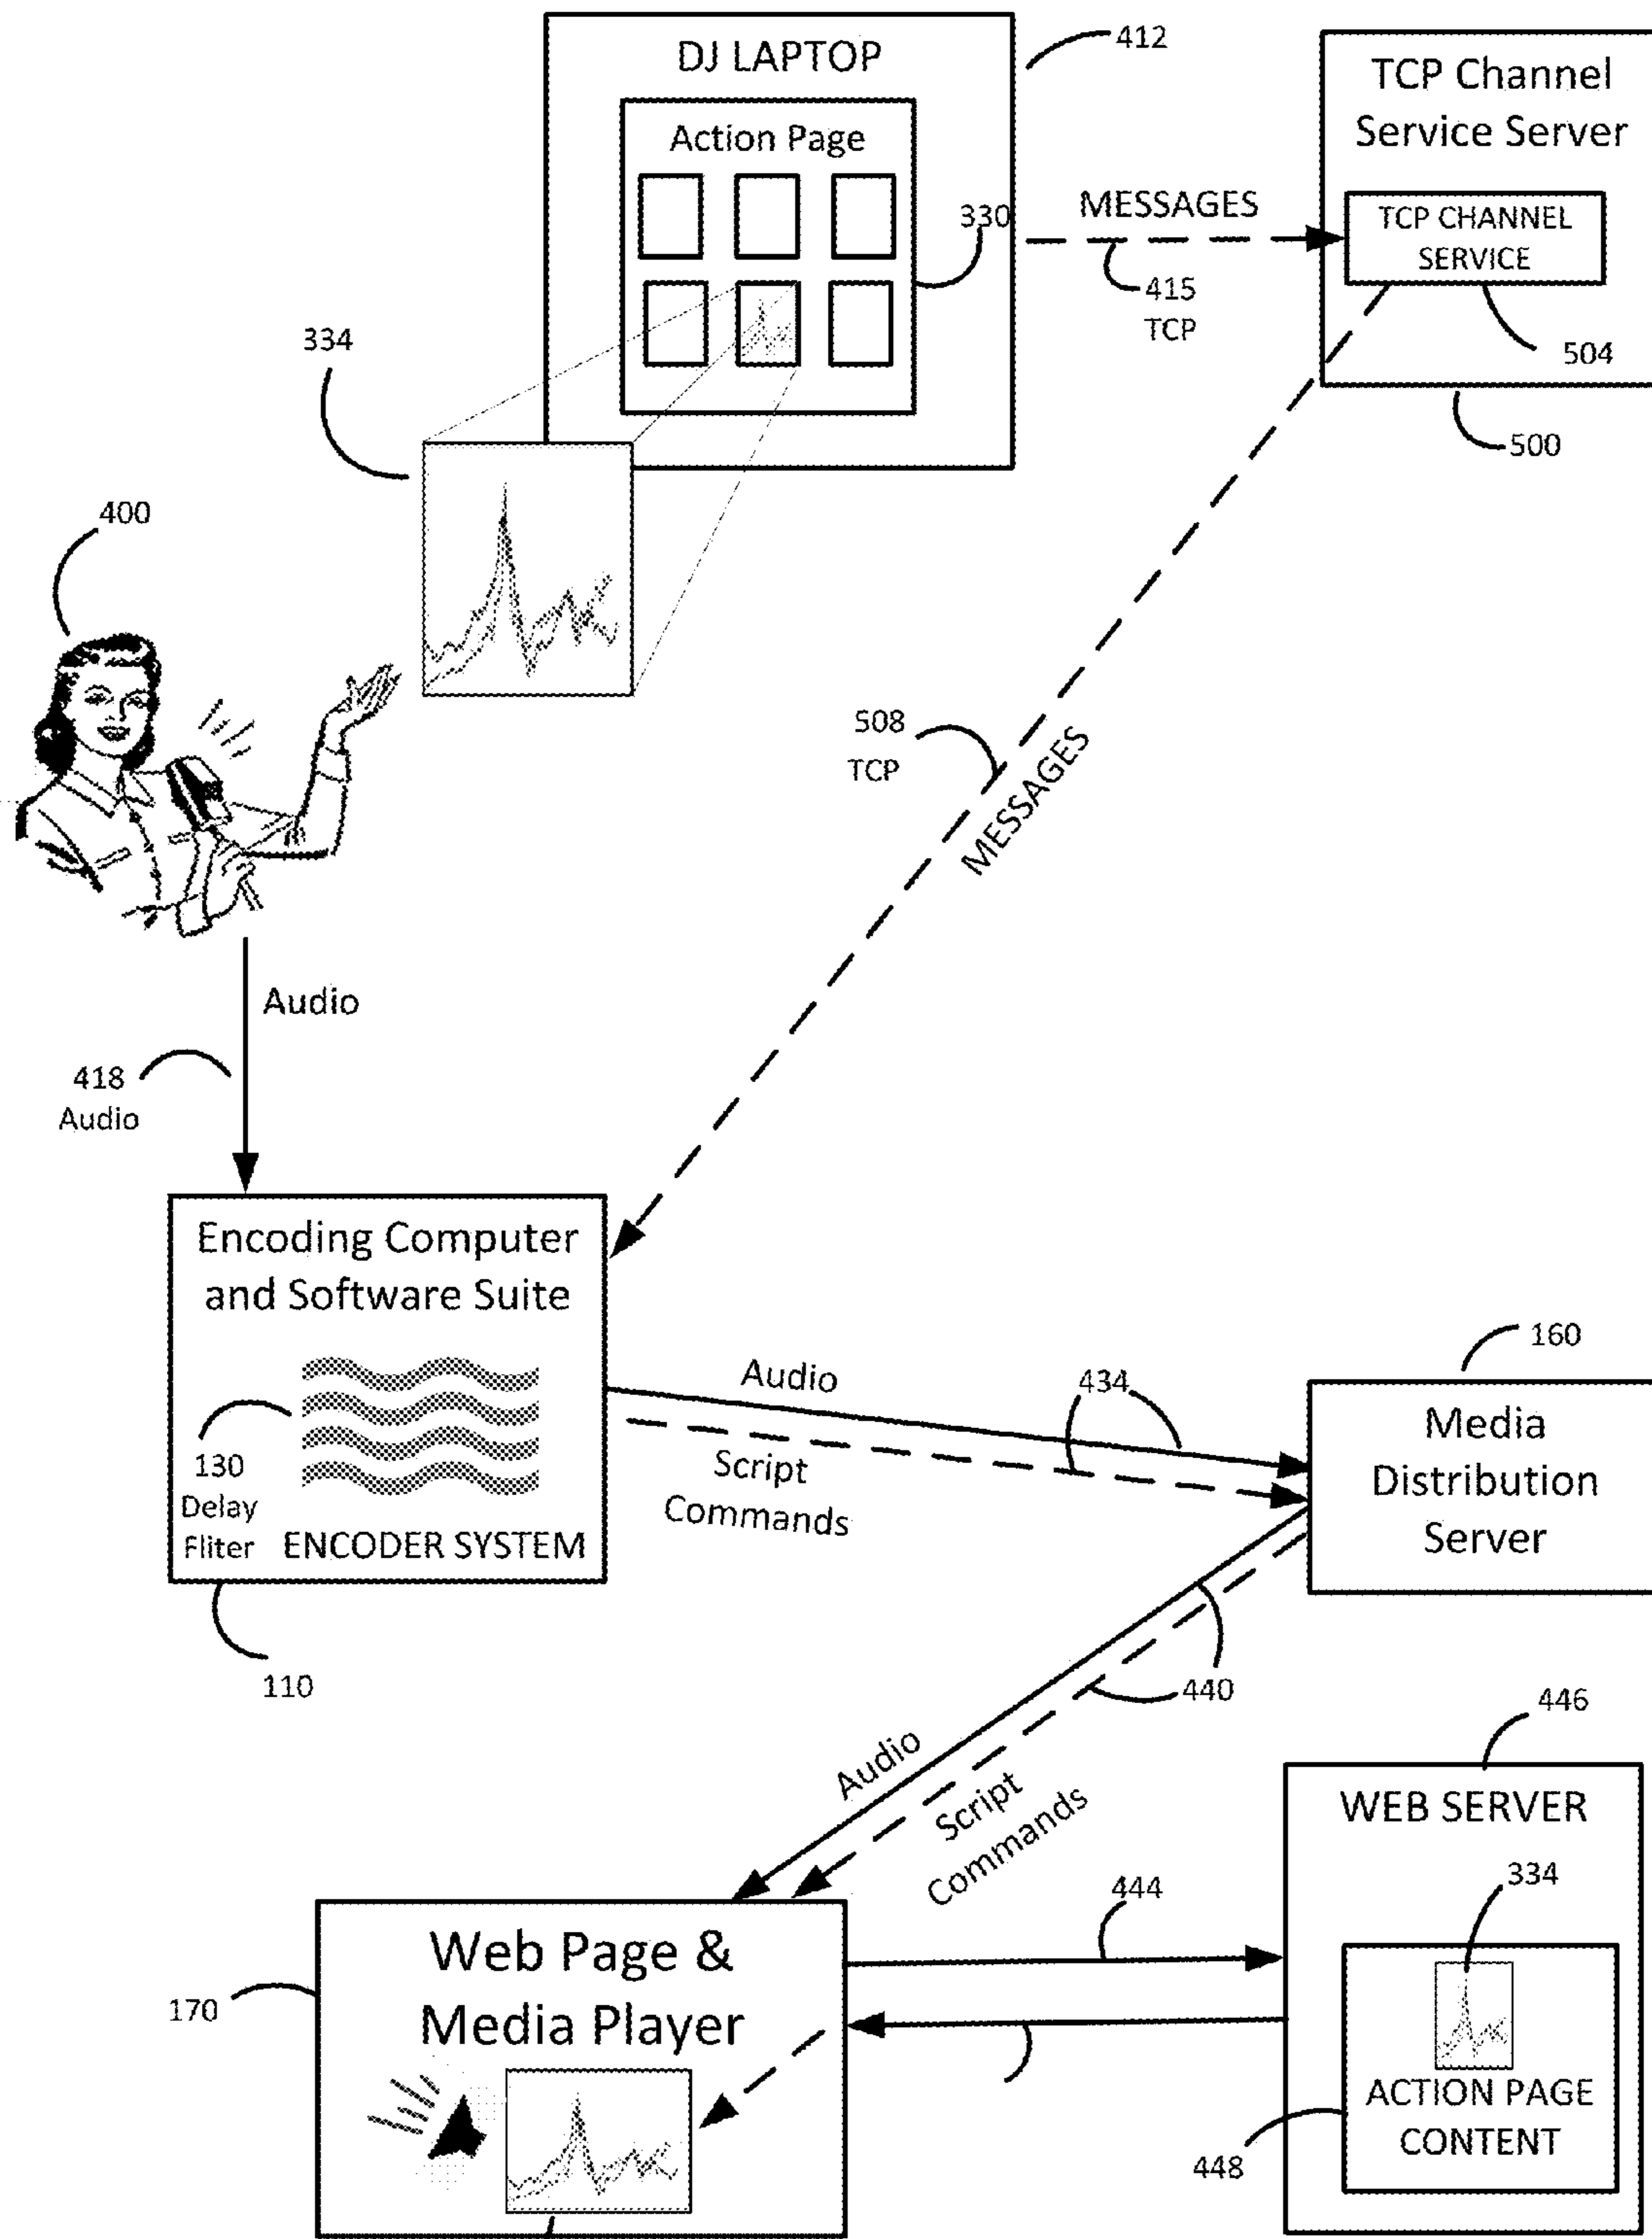 DJ LAPTOP
412
Action Page
330
TCP Channel
Service Server
TCP CHANNEL
SERVICE
504
500
MESSAGES
415
TCP
334
400
508
TCP
MESSAGES
Audio
418
Audio
Encoding Computer
and Software Suite
130
Delay
Fliter
ENCODER SYSTEM
110
Audio
434
Script
Commands
160
Media
Distribution
Server
440
Audio
Script
Commands
446
WEB SERVER
334
ACTION PAGE
CONTENT
448
444
Web Page &
Media Player
170